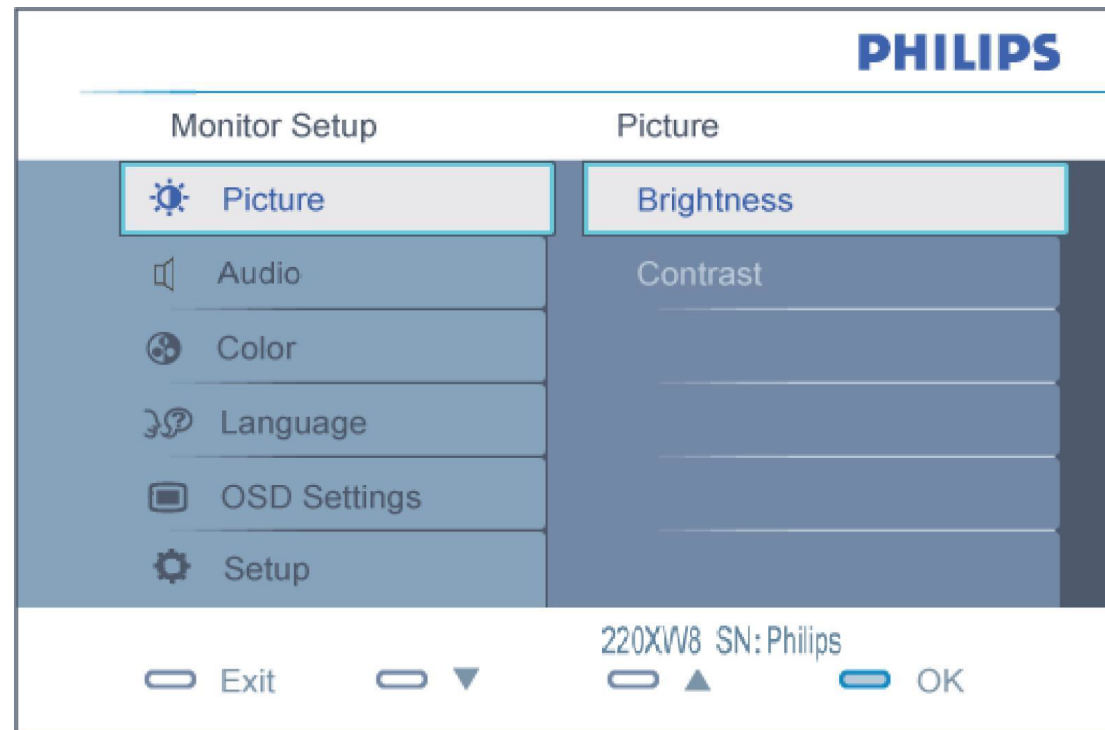 PHILIPS
Monitor Setup Picture
Picture Brightness
Audio Contrast
Color
Language
OSD Settings
Setup
220XW8 SN: Philips
Exit ▼ ▲ OK